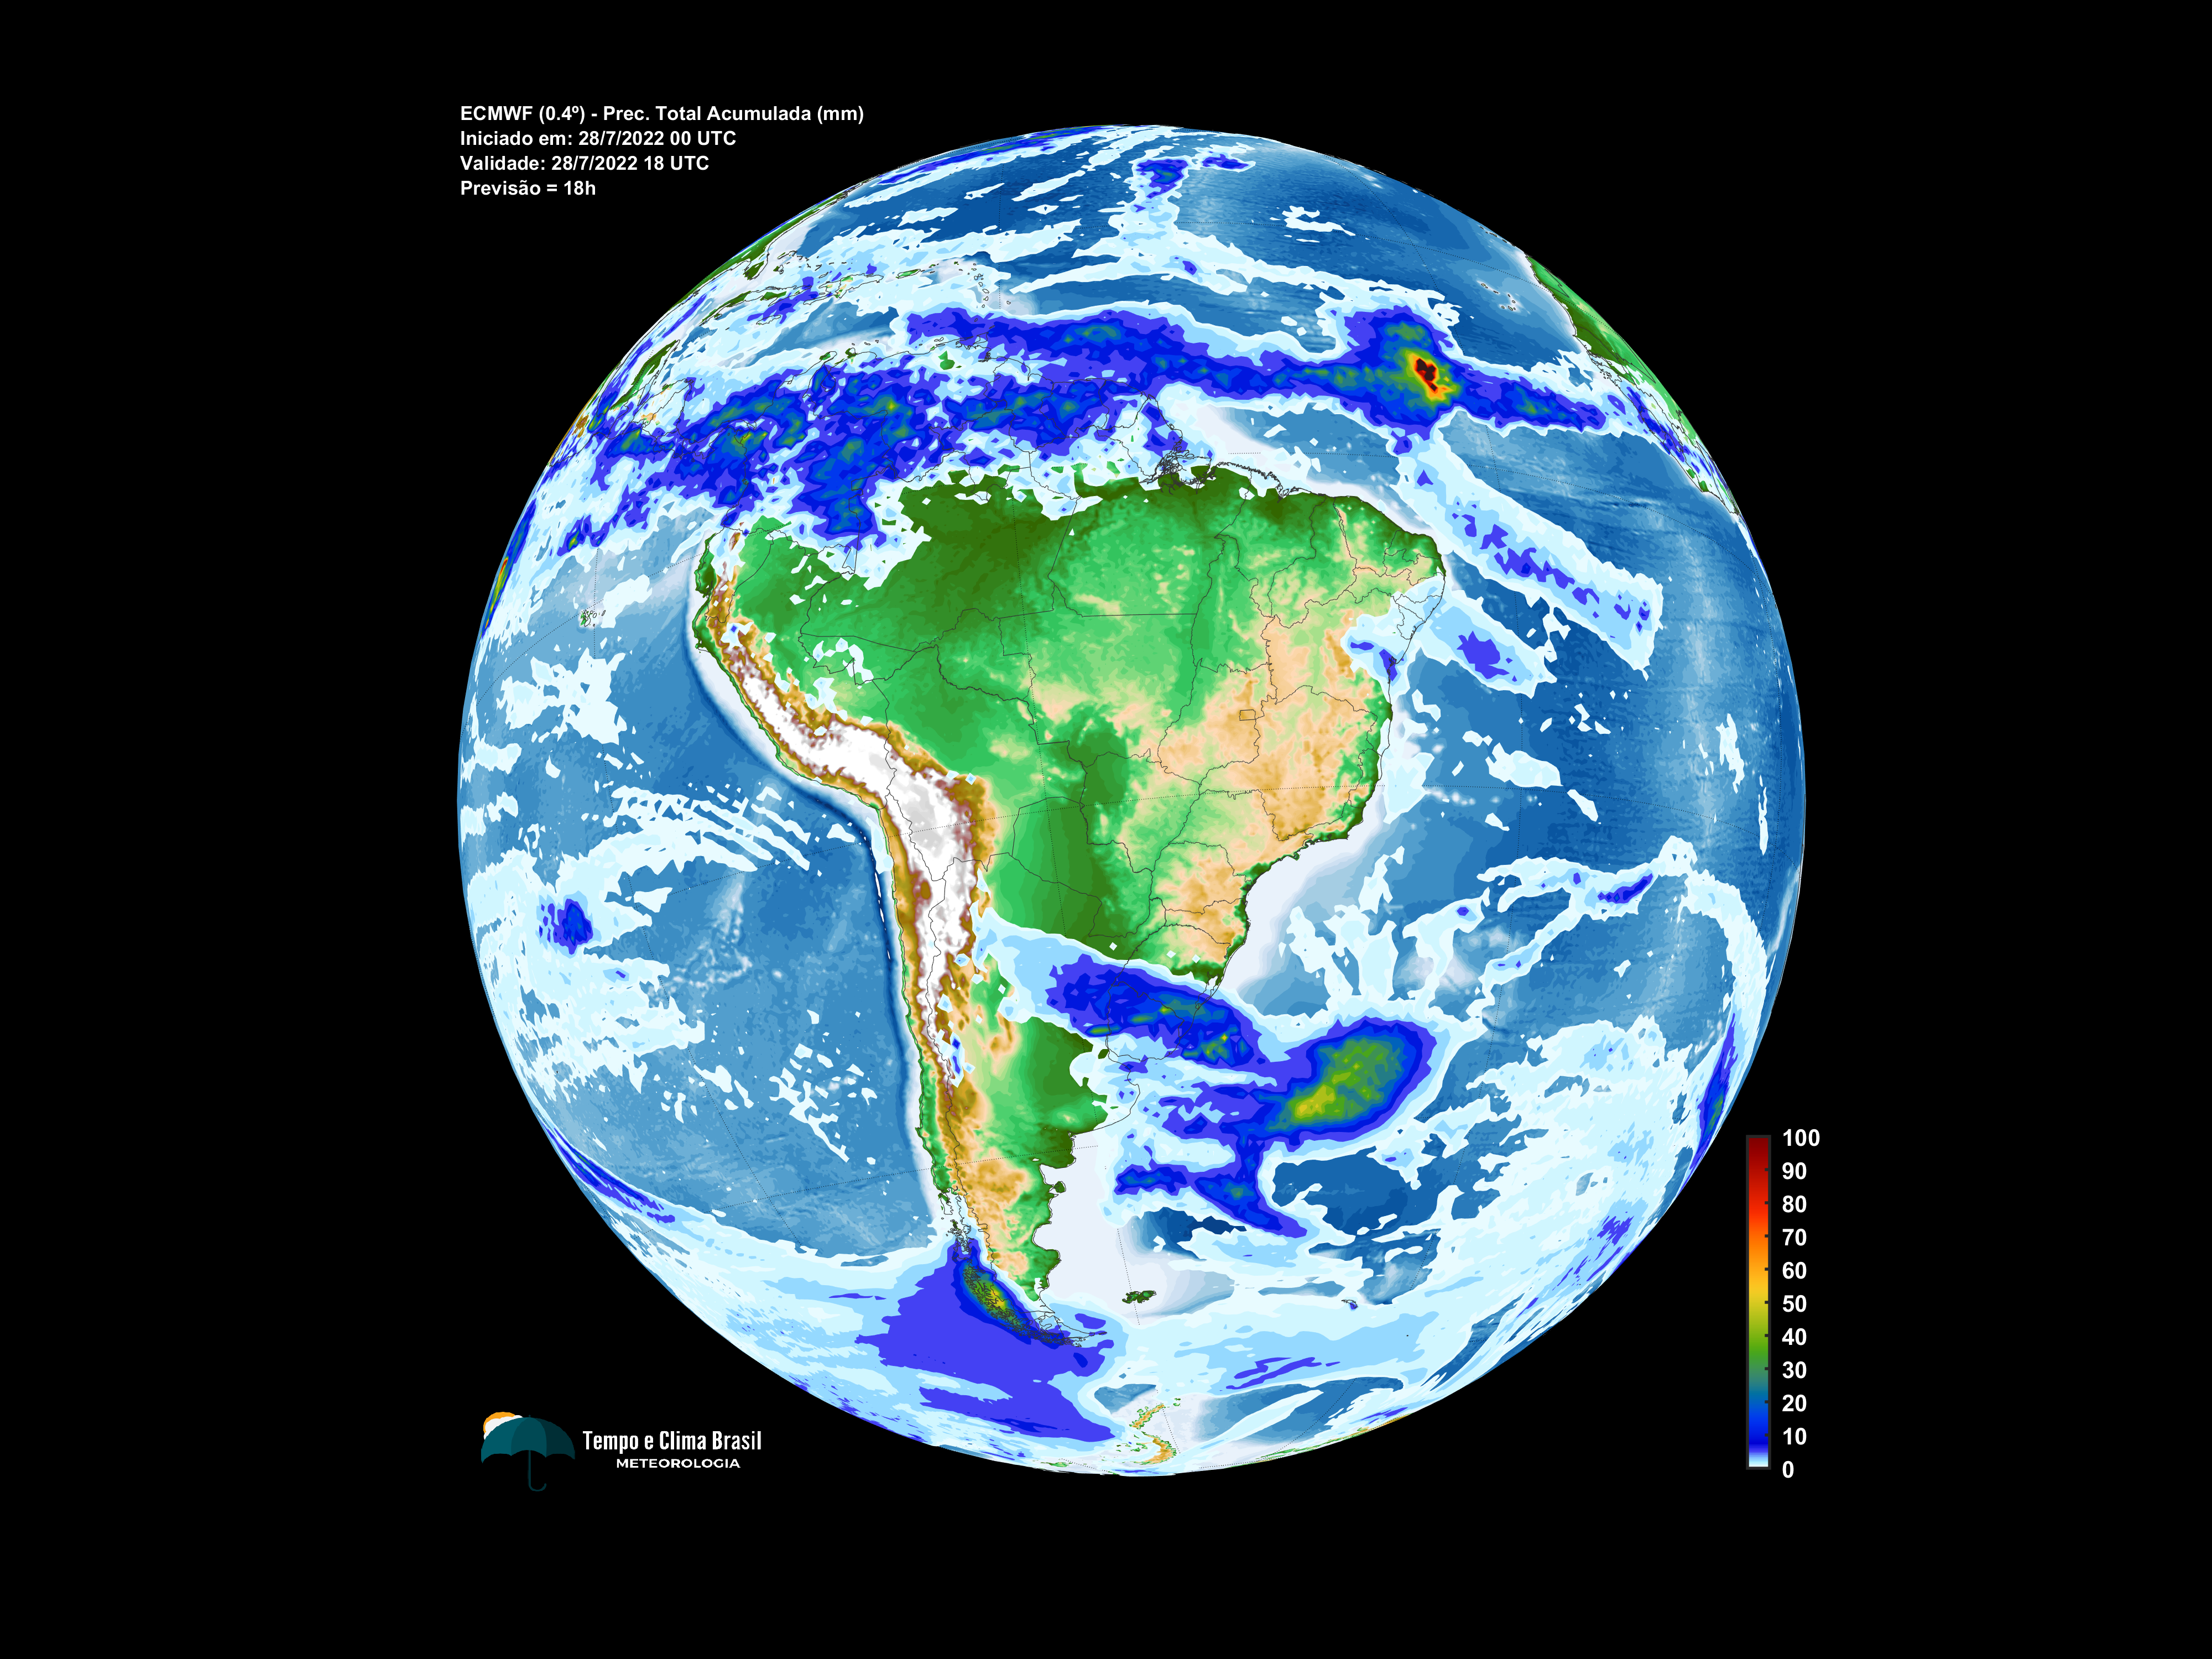 ECMWF (0.4º) - Prec. Total Acumulada (mm)
Iniciado em: 28/7/2022 00 UTC
Validade: 28/7/2022 18 UTC
Previsão = 18h
100
90
80
70
60
50
40
30
20
10
0
Tempo e Clima Brasil
METEOROLOGIA